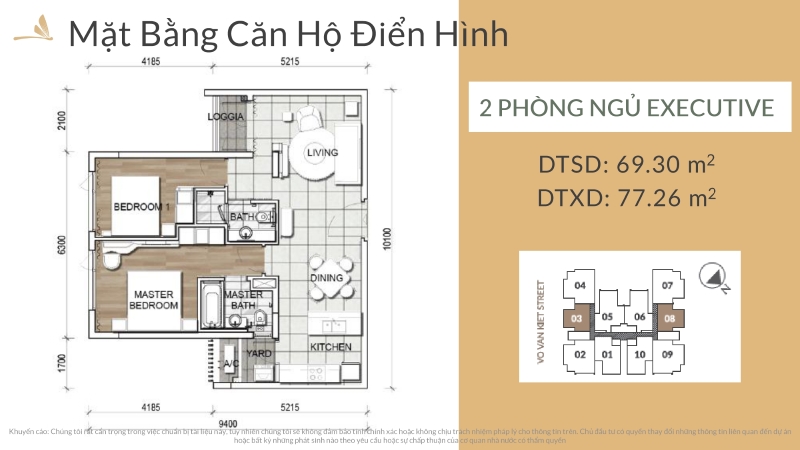 Mặt Bằng Căn Hộ Điển Hình
4185 5215
2100
6300
1700
10100
LOGGIA
LIVING
BEDROOM 1
BATH
DINING
MASTER
BEDROOM
MASTER
BATH
YARD
A/C
KITCHEN
4185 5215
9400
2 PHÒNG NGỦ EXECUTIVE
DTSD: 69.30 m²
DTXD: 77.26 m²
VO VAN KIET STREET
04 07
03 05 06 08
02 01 10 09
N
Khuyến cáo: Chúng tôi rất cẩn trọng trong việc chuẩn bị tài liệu này, tuy nhiên chúng tôi sẽ không đảm bảo tính chính xác hoặc không chịu trách nhiệm pháp lý cho thông tin trên. Chủ đầu tư có quyền thay đổi những thông tin liên quan đến dự án
hoặc bất kỳ những phát sinh nào theo yêu cầu hoặc sự chấp thuận của cơ quan nhà nước có thẩm quyền